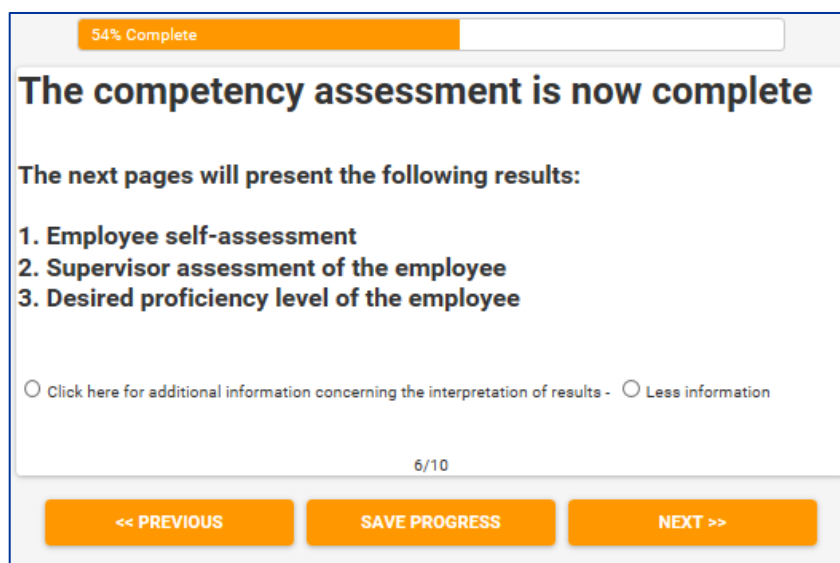 54% Complete
The competency assessment is now complete
The next pages will present the following results:
1. Employee self-assessment
2. Supervisor assessment of the employee
3. Desired proficiency level of the employee
Click here for additional information concerning the interpretation of results - Less information
6/10
<< PREVIOUS SAVE PROGRESS NEXT >>